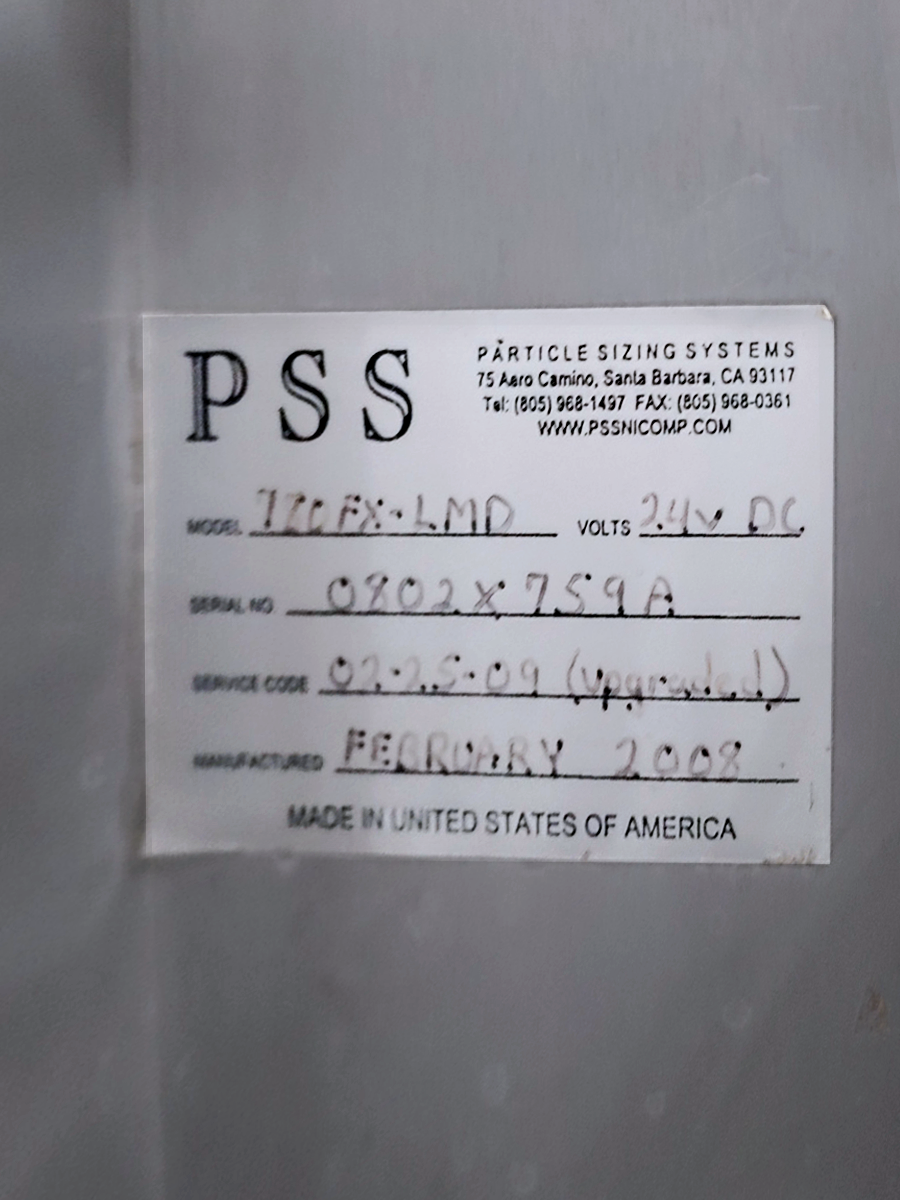 PSS
PARTICLE SIZING SYSTEMS
75 Aero Camino, Santa Barbara, CA 93117
Tel: (805) 968-1497 FAX: (805) 968-0361
WWW.PSSNICOMP.COM
MODEL FX-LMD VOLTS 24v DC
SERIAL NO 0802X759A
SERVICE CODE 02-25-09 (upgraded)
MANUFACTURED FEBRUARY 2008
MADE IN UNITED STATES OF AMERICA